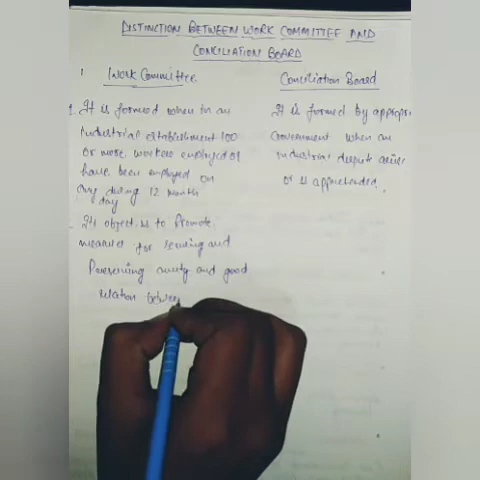 DISTINCTION BETWEEN WORK COMMITTEE AND
CONCILIATION BOARD
Work Committee
1. It is formed when in an
Industrial establishment 100
or more workers employed or
have been employed on
any day during 12 month
Its object is to Promote
measures for securing and
Preserving amity and good
relation betwee
Conciliation Board
It is formed by appropri
Government when an
industrial dispute arises
or is apprehended.